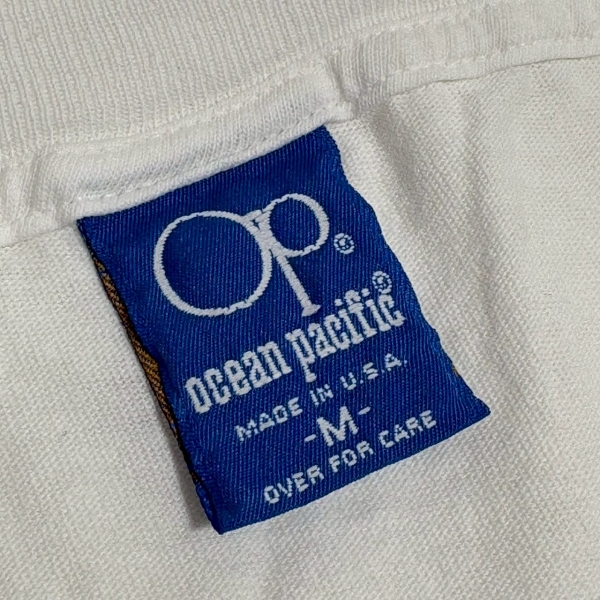 Op®
ocean pacific®
MADE IN U.S.A.
-M-
OVER FOR CARE